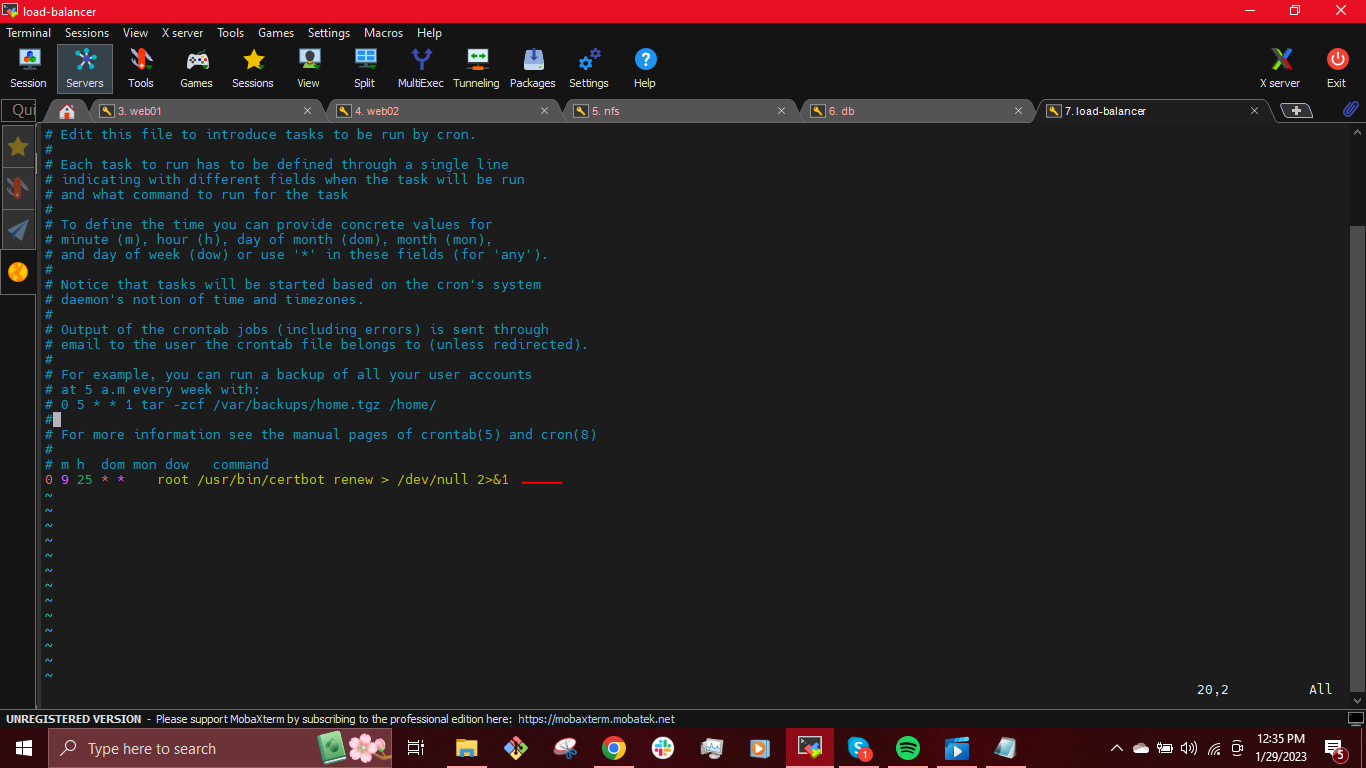 load-balancer
Terminal Sessions View X server Tools Games Settings Macros Help
Session Servers Tools Games Sessions View Split MultiExec Tunneling Packages Settings Help X server Exit
Qui 3. web01 4. web02 5. nfs 6. db 7. load-balancer
# Edit this file to introduce tasks to be run by cron.
#
# Each task to run has to be defined through a single line
# indicating with different fields when the task will be run
# and what command to run for the task
#
# To define the time you can provide concrete values for
# minute (m), hour (h), day of month (dom), month (mon),
# and day of week (dow) or use '*' in these fields (for 'any').
#
# Notice that tasks will be started based on the cron's system
# daemon's notion of time and timezones.
#
# Output of the crontab jobs (including errors) is sent through
# email to the user the crontab file belongs to (unless redirected).
#
# For example, you can run a backup of all your user accounts
# at 5 a.m every week with:
# 0 5 * * 1 tar -zcf /var/backups/home.tgz /home/
#
# For more information see the manual pages of crontab(5) and cron(8)
#
# m h  dom mon dow   command
0 9 25 * *    root /usr/bin/certbot renew > /dev/null 2>&1
~
~
~
~
~
~
~
~
~
~
~
~
~
20,2 All
UNREGISTERED VERSION - Please support MobaXterm by subscribing to the professional edition here: https://mobaxterm.mobatek.net
Type here to search
1
12:35 PM
1/29/2023
5